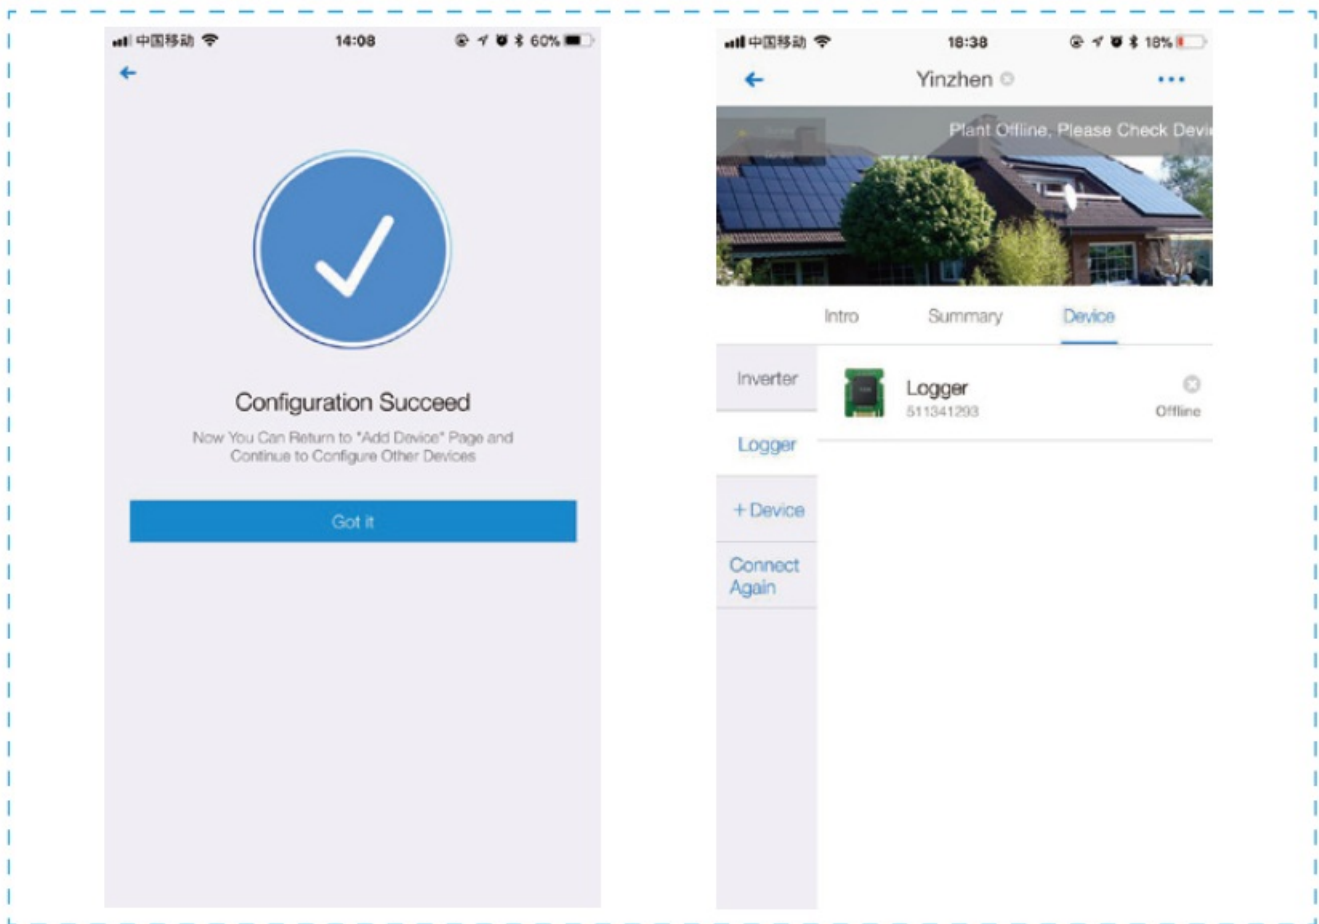 中国移动
14:08
60%
Configuration Succeed
Now You Can Return to "Add Device" Page and
Continue to Configure Other Devices
Got it
中国移动
18:38
18%
Yinzhen
Plant Offline, Please Check Devi
Intro
Summary
Device
Inverter
Logger
511341293
Offline
Logger
+ Device
Connect
Again